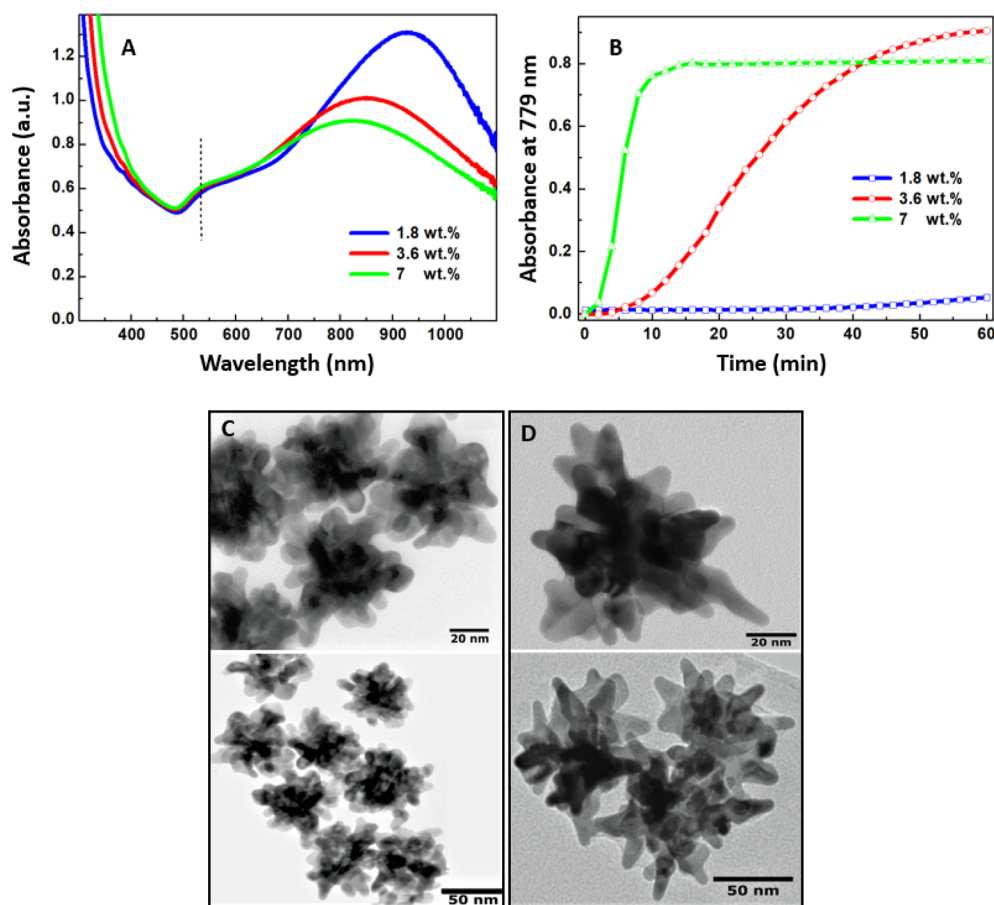 A
Absorbance (a.u.)
1.2
1.0
0.8
0.6
0.4
0.2
0.0
1.8 wt.%
3.6 wt.%
7 wt.%
400 500 600 700 800 900 1000
Wavelength (nm)
B
Absorbance at 779 nm
0.8
0.6
0.4
0.2
0.0
1.8 wt.%
3.6 wt.%
7 wt.%
0 10 20 30 40 50 60
Time (min)
C
20 nm
50 nm
D
20 nm
50 nm